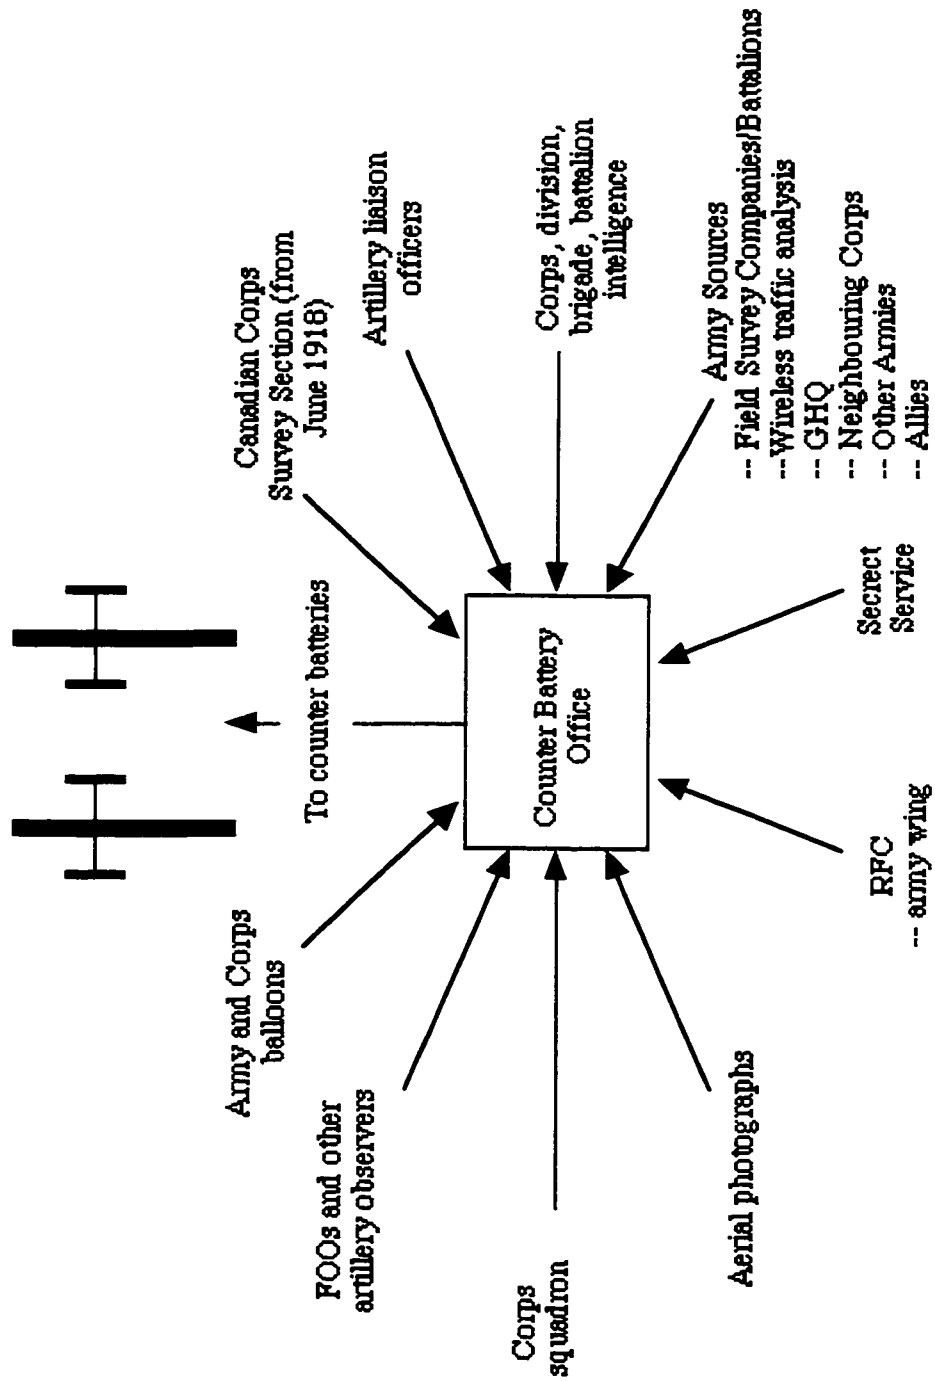 To counter batteries
Army and Corps
balloons
Canadian Corps
Survey Section (from
June 1918)
FOOs and other
artillery observers
Artillery liaison
officers
Corps
squadron
Counter Battery
Office
Corps, division,
brigade, battalion
intelligence
Aerial photographs
Army Sources
-- Field Survey Companies/Battalions
--Wireless traffic analysis
-- GHQ
-- Neighbouring Corps
-- Other Armies
-- Allies
RFC
-- army wing
Secrect
Service